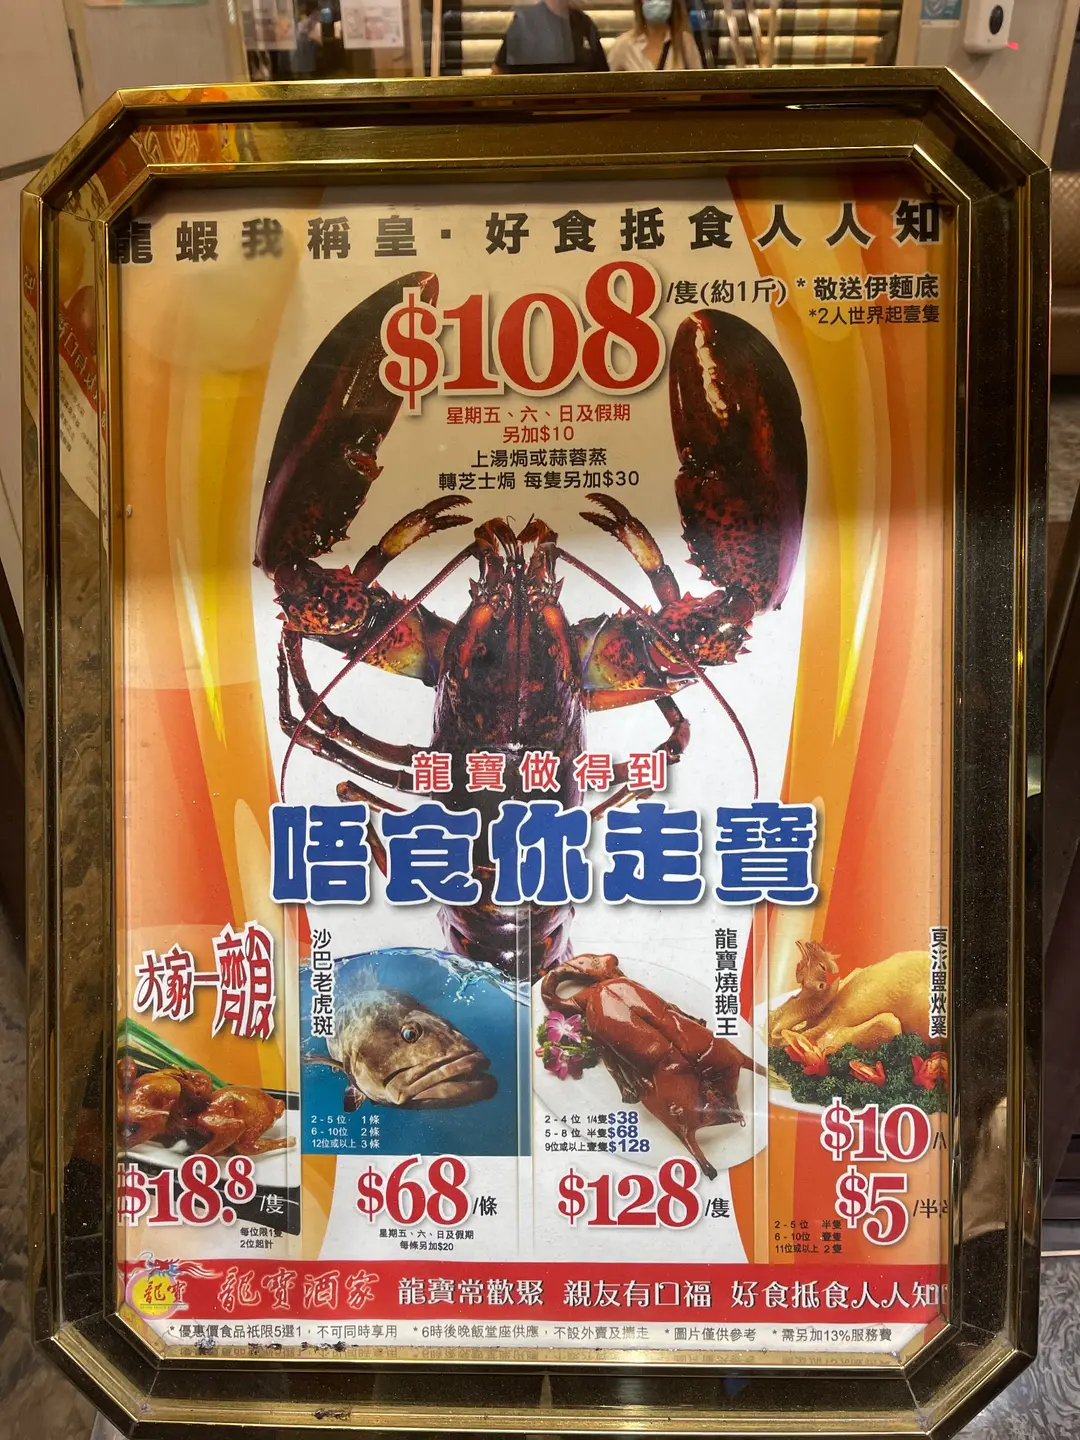 龍蝦我稱皇·好食抵食人人知
$108/隻(約1斤) *敬送伊麵底
*2人世界起壹隻
星期五、六、日及假期
另加$10
上湯焗或蒜蓉蒸
轉芝士焗 每隻另加$30
龍寶做得到
唔食你走寶
大家一齊食
$18.8/隻
每位限1隻
2位起計
沙巴老虎斑
2-5位 1條
6-10位 2條
12位或以上 3條
$68/條
星期五、六、日及假期
每條另加$20
龍寶燒鵝王
2-4位 1/4隻$38
5-8位 半隻$68
9位或以上壹隻$128
$128/隻
東江鹽焗雞
$10
$5/半
2-5位 半隻
6-10位 壹隻
11位或以上 2隻
龍寶
龍寶酒家 龍寶常歡聚 親友有口福 好食抵食人人知
*優惠價食品祇限5選1，不可同時享用 *6時後晚飯堂座供應，不設外賣及攜走 *圖片僅供參考 *需另加13%服務費